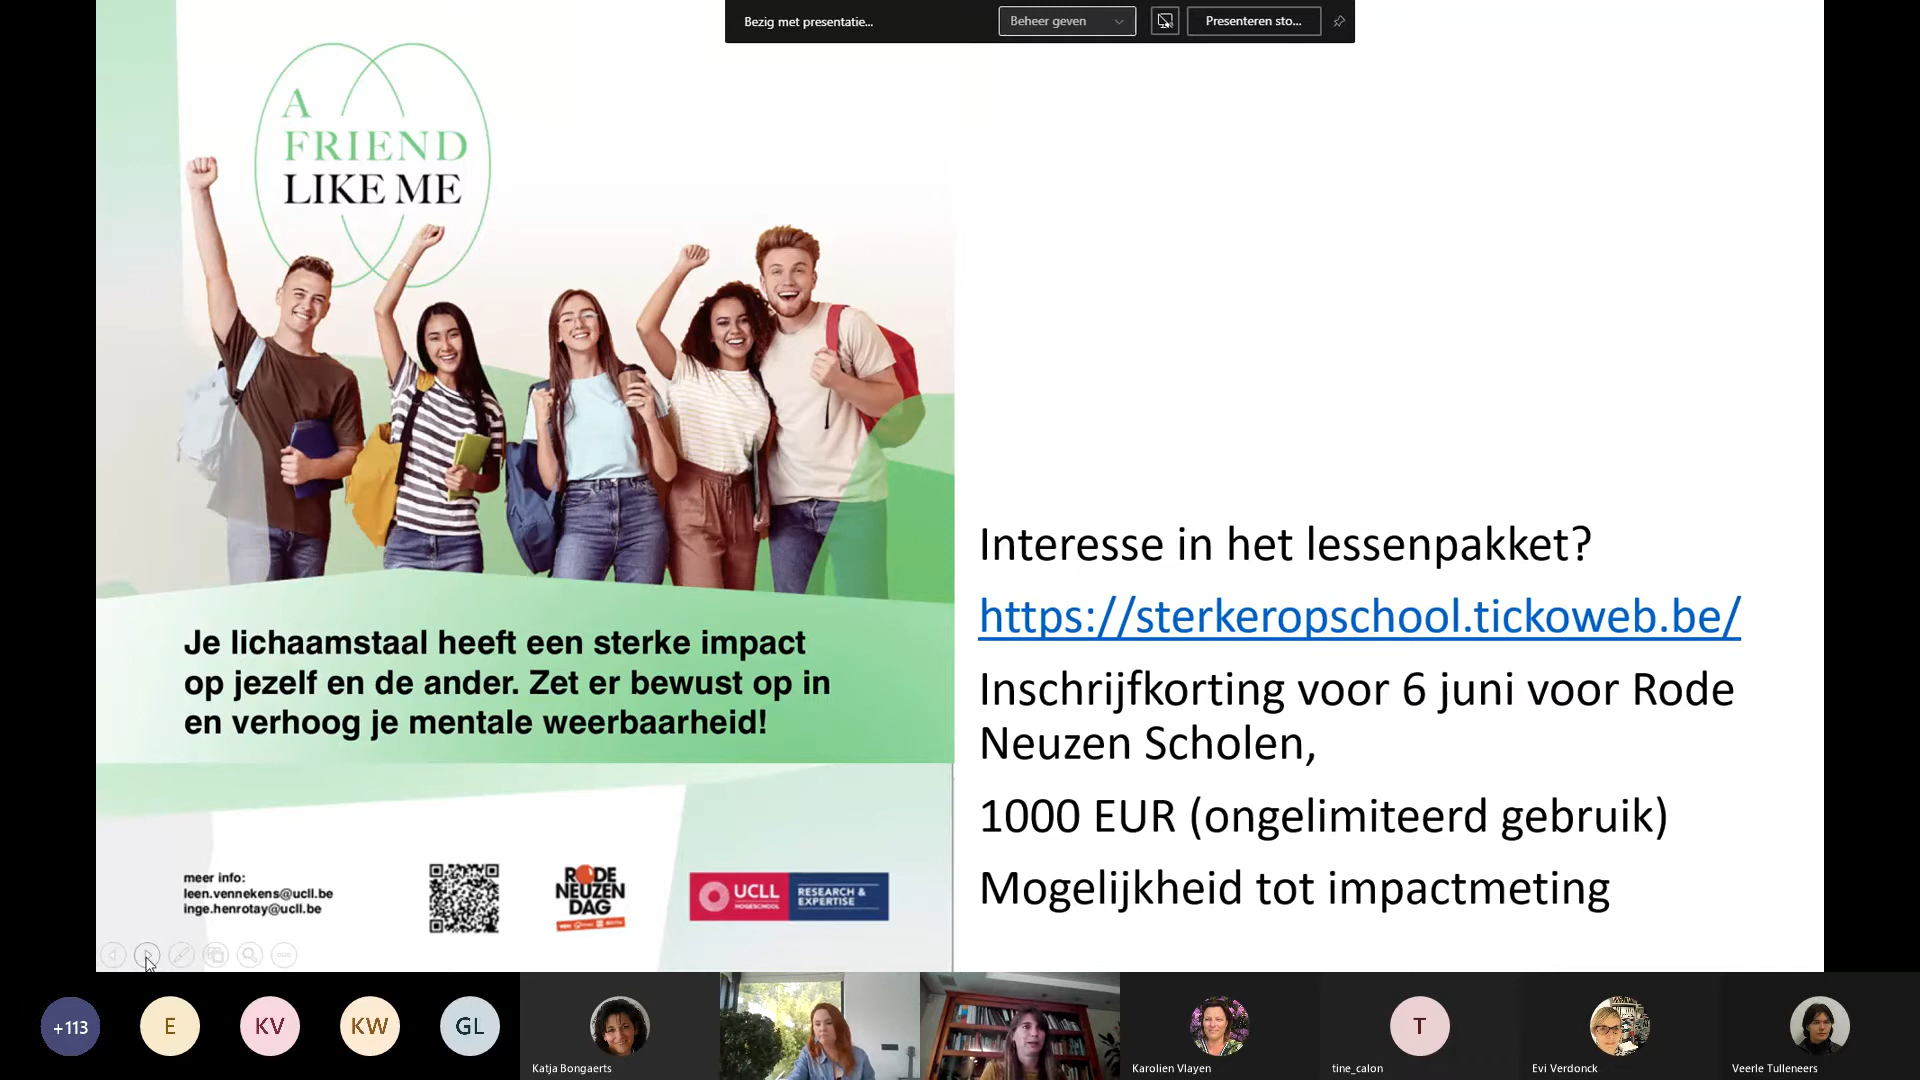 Bezig met presentatie...
Beheer geven
Presenteren sto...
A
FRIEND
LIKE ME
Je lichaamstaal heeft een sterke impact
op jezelf en de ander. Zet er bewust op in
en verhoog je mentale weerbaarheid!
meer info:
leen.vennekens@ucll.be
inge.henrotay@ucll.be
RODE
NEUZEN
DAG
UCLL
HOGESCHOOL
RESEARCH &
EXPERTISE
Interesse in het lessenpakket?
https://sterkeropschool.tickoweb.be/
Inschrijfkorting voor 6 juni voor Rode
Neuzen Scholen,
1000 EUR (ongelimiteerd gebruik)
Mogelijkheid tot impactmeting
+113
E
KV
KW
GL
Katja Bongaerts
Karolien Vlayen
T
tine_calon
Evi Verdonck
Veerle Tulleneers